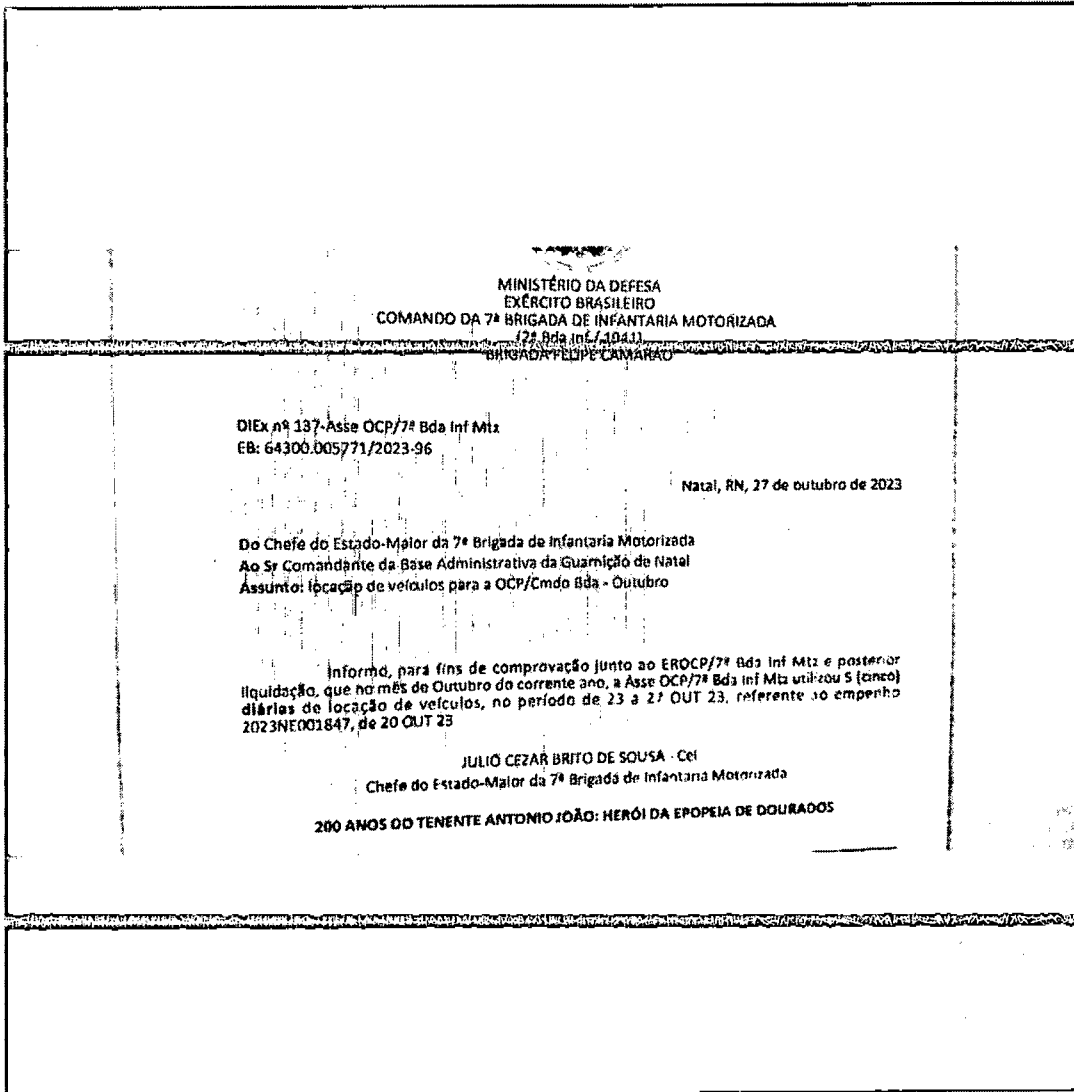 MINISTÉRIO DA DEFESA
EXÉRCITO BRASILEIRO
COMANDO DA 7ª BRIGADA DE INFANTARIA MOTORIZADA
(7ª Bda Inf / 1941)
BRIGADA FELIPE CAMARÃO
DIEx nº 137-Asse OCP/7ª Bda Inf Mtz
EB: 64300.005771/2023-96
Natal, RN, 27 de outubro de 2023
Do Chefe do Estado-Maior da 7ª Brigada de Infantaria Motorizada
Ao Sr Comandante da Base Administrativa da Guarnição de Natal
Assunto: locação de veículos para a OCP/Cmdo Bda - Outubro
Informo, para fins de comprovação junto ao EROCP/7ª Bda Inf Mtz e posterior
liquidação, que no mês de Outubro do corrente ano, a Asse OCP/7ª Bda Inf Mtz utilizou 5 (cinco)
diárias de locação de veículos, no período de 23 a 27 OUT 23, referente ao empenho
2023NE001847, de 20 OUT 23
JULIO CEZAR BRITO DE SOUSA - Cel
Chefe do Estado-Maior da 7ª Brigada de Infantaria Motorizada
200 ANOS DO TENENTE ANTONIO JOÃO: HERÓI DA EPOPEIA DE DOURADOS